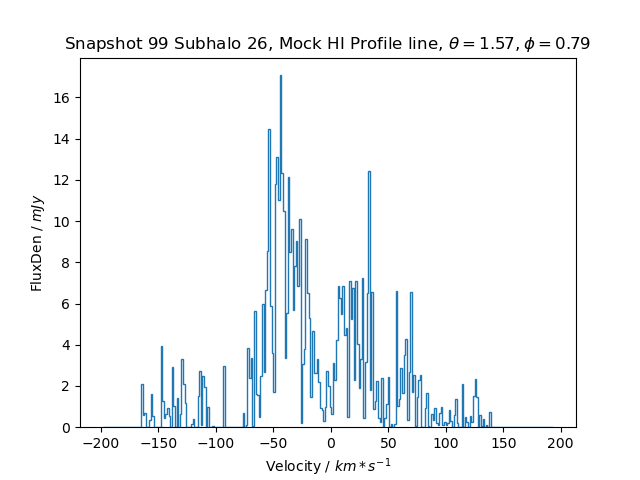 Snapshot 99 Subhalo 26, Mock HI Profile line, θ = 1.57, ϕ = 0.79
FluxDen / mJy
16
14
12
10
8
6
4
2
0
−200 −150 −100 −50 0 50 100 150 200
Velocity / km * s⁻¹